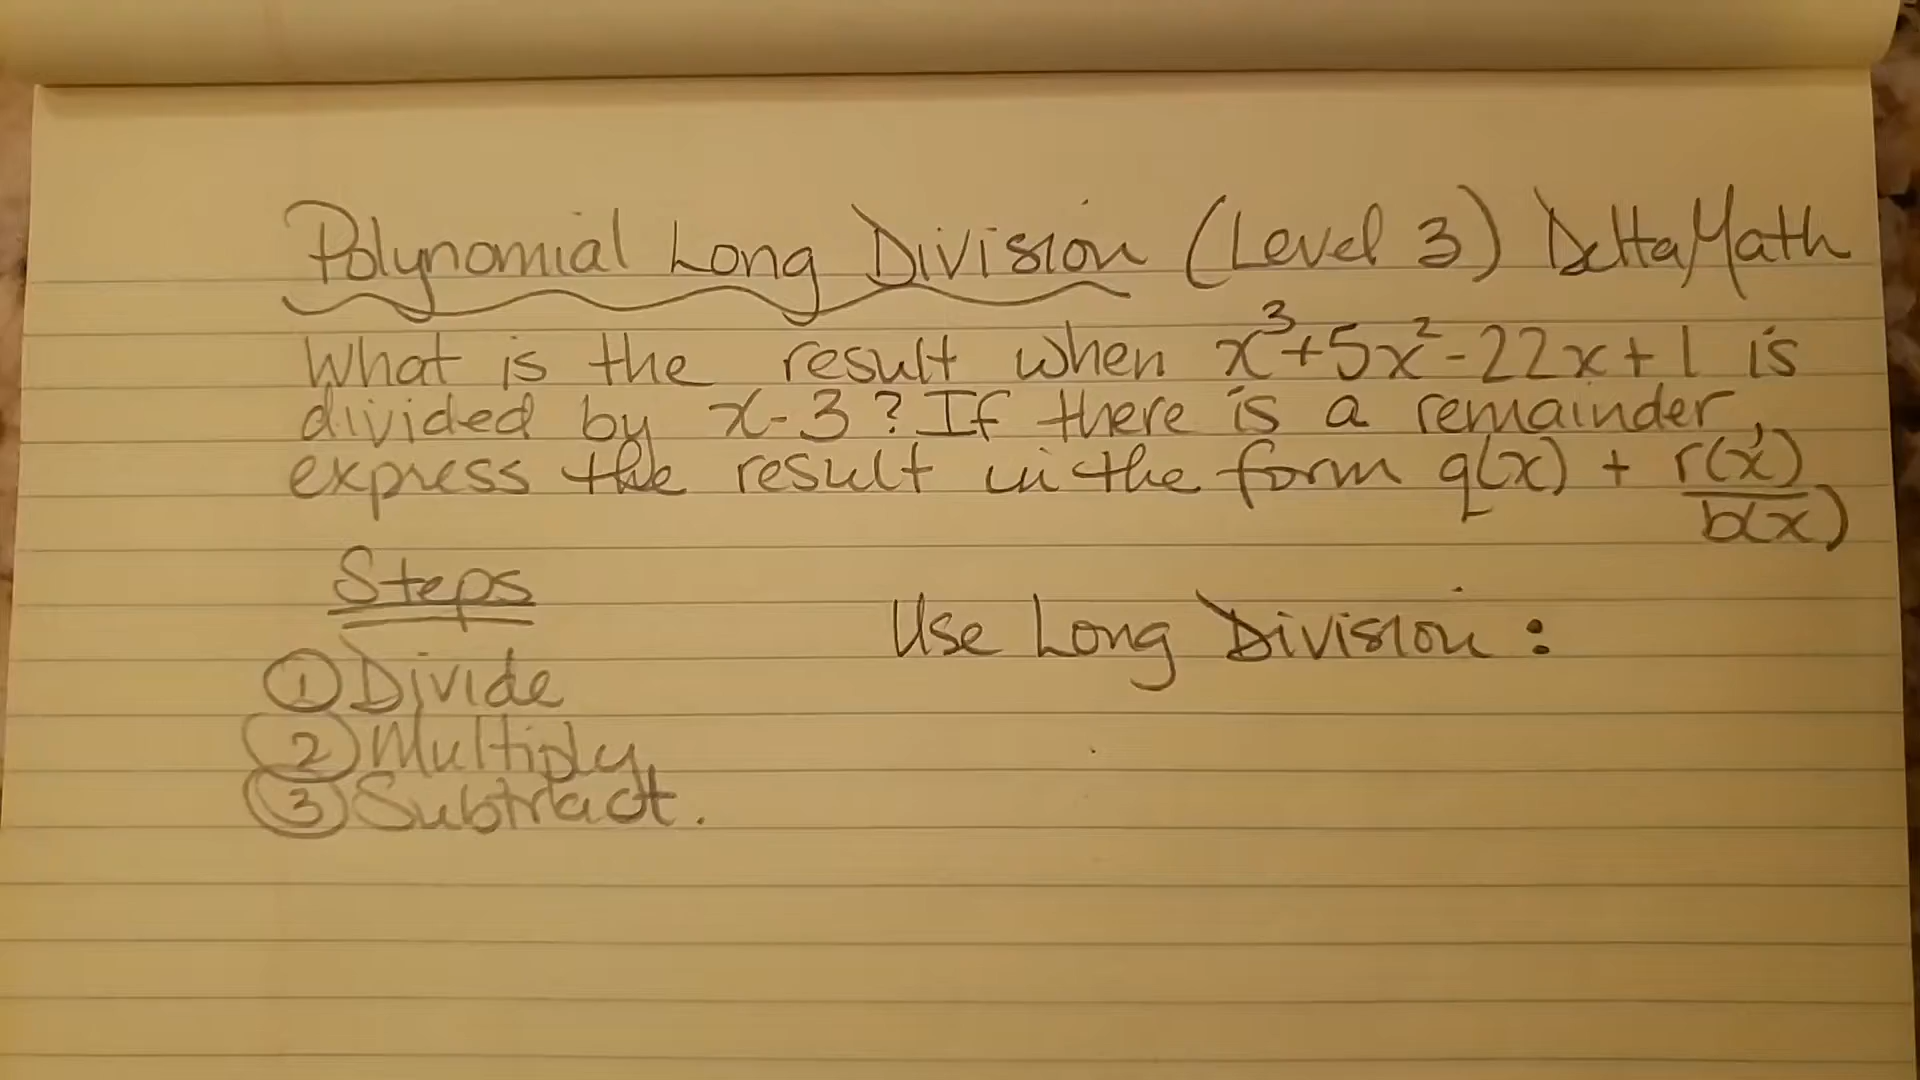 Polynomial Long Division (Level 3) DeltaMath
What is the result when x³+5x²-22x+1 is
divided by x-3? If there is a remainder,
express the result in the form q(x) + r(x)/b(x)
Steps
Use Long Division:
① Divide
② Multiply
③ Subtract.